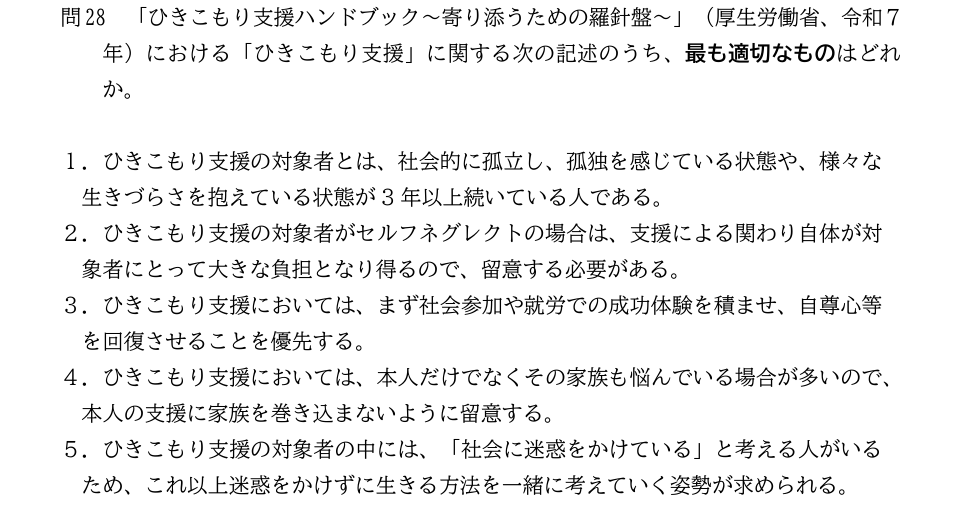 問28　「ひきこもり支援ハンドブック～寄り添うための羅針盤～」（厚生労働省、令和７
年）における「ひきこもり支援」に関する次の記述のうち、最も適切なものはどれ
か。
１．ひきこもり支援の対象者とは、社会的に孤立し、孤独を感じている状態や、様々な
生きづらさを抱えている状態が３年以上続いている人である。
２．ひきこもり支援の対象者がセルフネグレクトの場合は、支援による関わり自体が対
象者にとって大きな負担となり得るので、留意する必要がある。
３．ひきこもり支援においては、まず社会参加や就労での成功体験を積ませ、自尊心等
を回復させることを優先する。
４．ひきこもり支援においては、本人だけでなくその家族も悩んでいる場合が多いので、
本人の支援に家族を巻き込まないように留意する。
５．ひきこもり支援の対象者の中には、「社会に迷惑をかけている」と考える人がいる
ため、これ以上迷惑をかけずに生きる方法を一緒に考えていく姿勢が求められる。